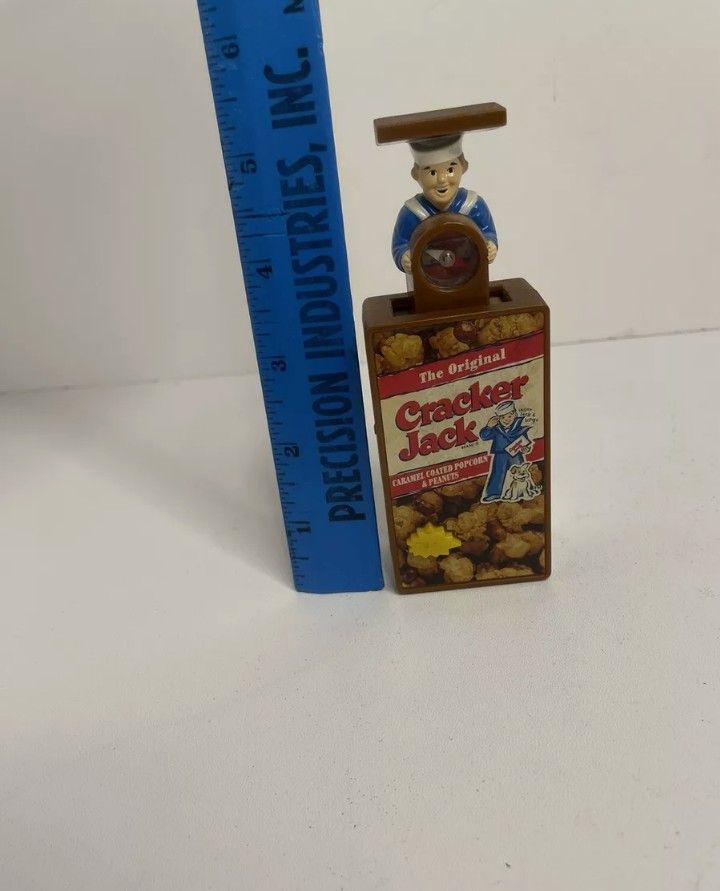 6
5
4
3
2
1
PRECISION INDUSTRIES, INC.
The Original
Cracker
Jack
CARAMEL COATED POPCORN
& PEANUTS